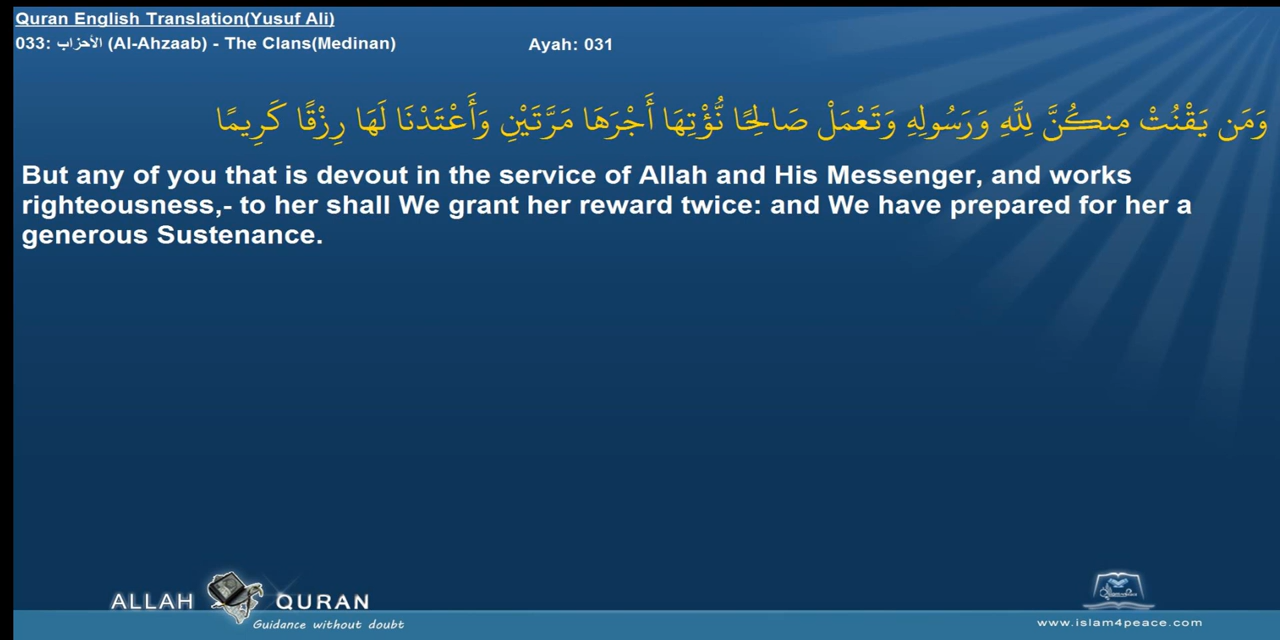 Quran English Translation(Yusuf Ali)
033: الأحزاب (Al-Ahzaab) - The Clans(Medinan) Ayah: 031
وَمَن يَقْنُتْ مِنكُنَّ لِلَّهِ وَرَسُولِهِ وَتَعْمَلْ صَالِحًا نُّؤْتِهَا أَجْرَهَا مَرَّتَيْنِ وَأَعْتَدْنَا لَهَا رِزْقًا كَرِيمًا
But any of you that is devout in the service of Allah and His Messenger, and works
righteousness,- to her shall We grant her reward twice: and We have prepared for her a
generous Sustenance.
ALLAH QURAN
Guidance without doubt
www.islam4peace.com